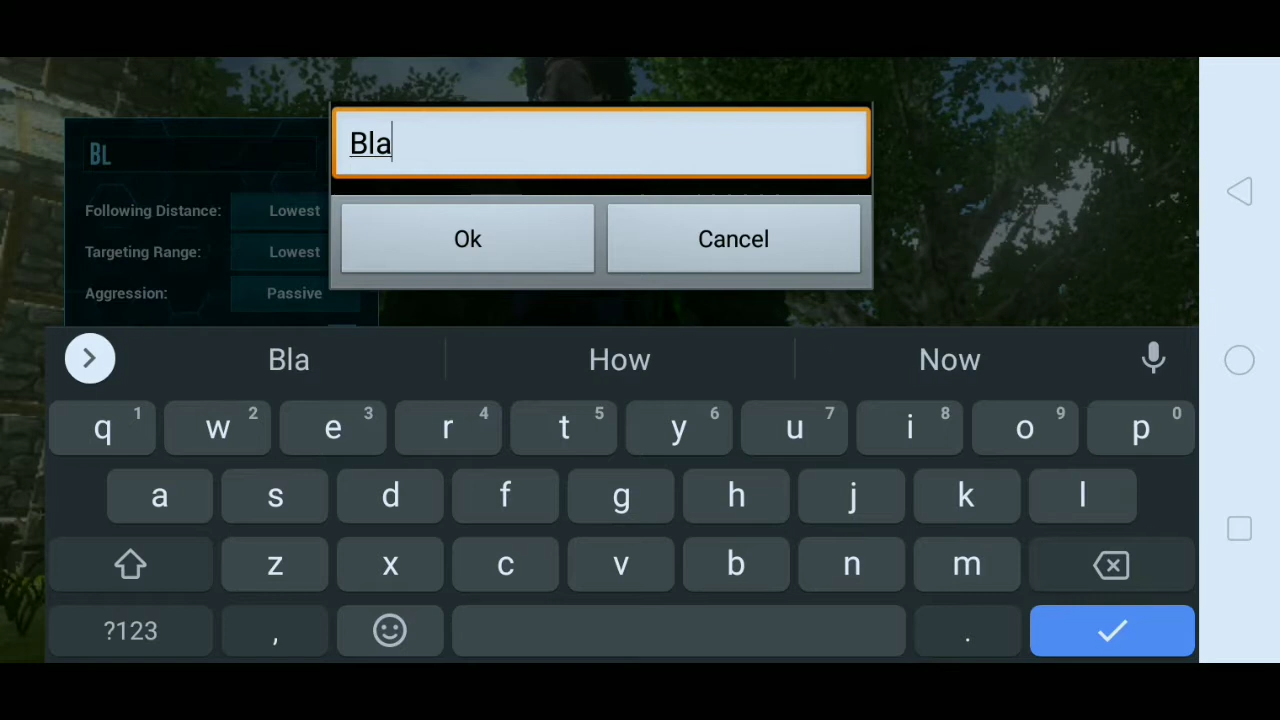 Bla
BL
Following Distance: Lowest
Targeting Range: Lowest
Aggression: Passive
Ok Cancel
Bla How Now
q 1 w 2 e 3 r 4 t 5 y 6 u 7 i 8 o 9 p 0
a s d f g h j k l
z x c v b n m
?123 , .